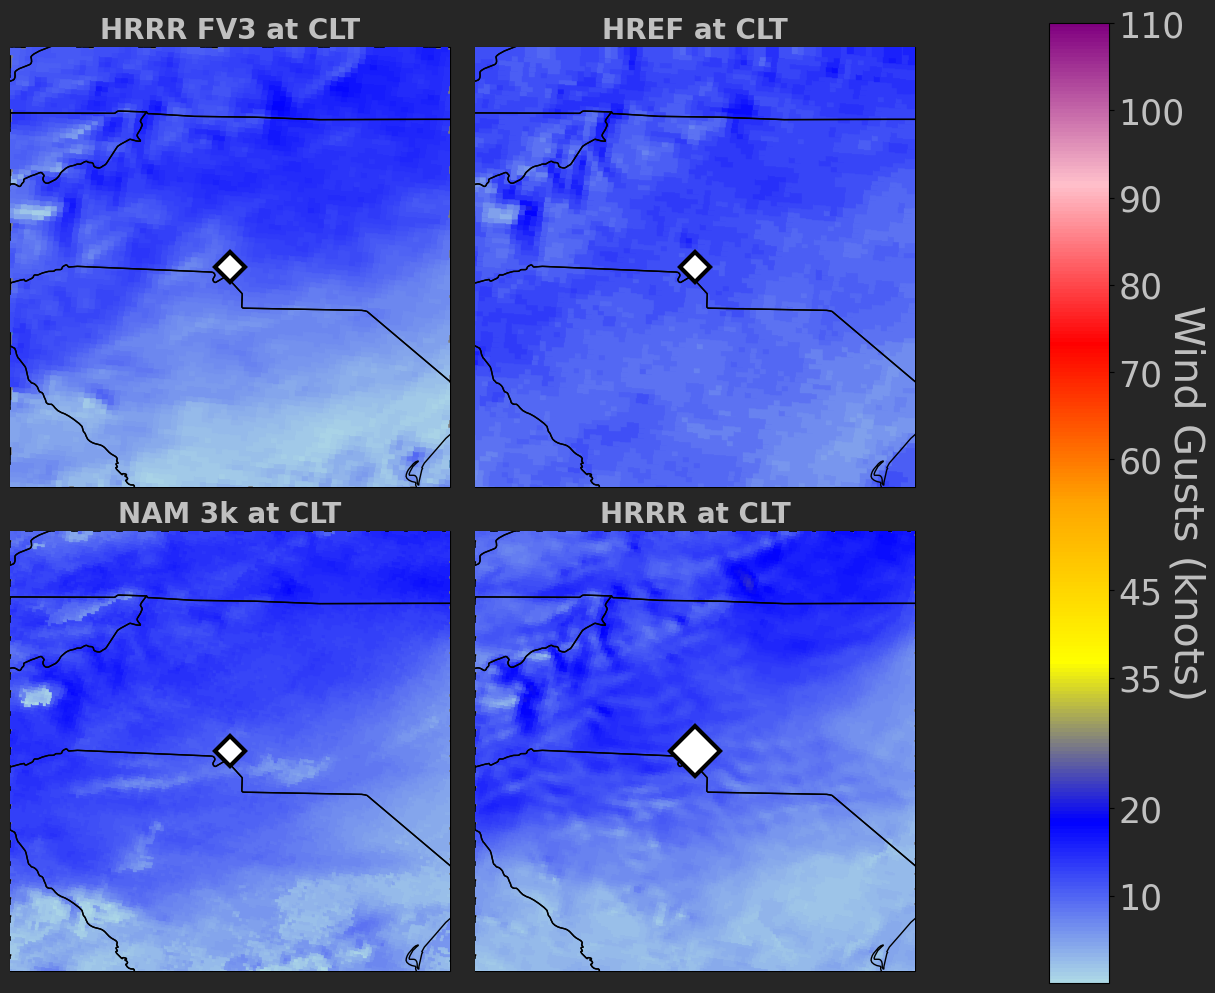 HRRR FV3 at CLT
HREF at CLT
NAM 3k at CLT
HRRR at CLT
110
100
90
80
70
60
45
35
20
10
Wind Gusts (knots)